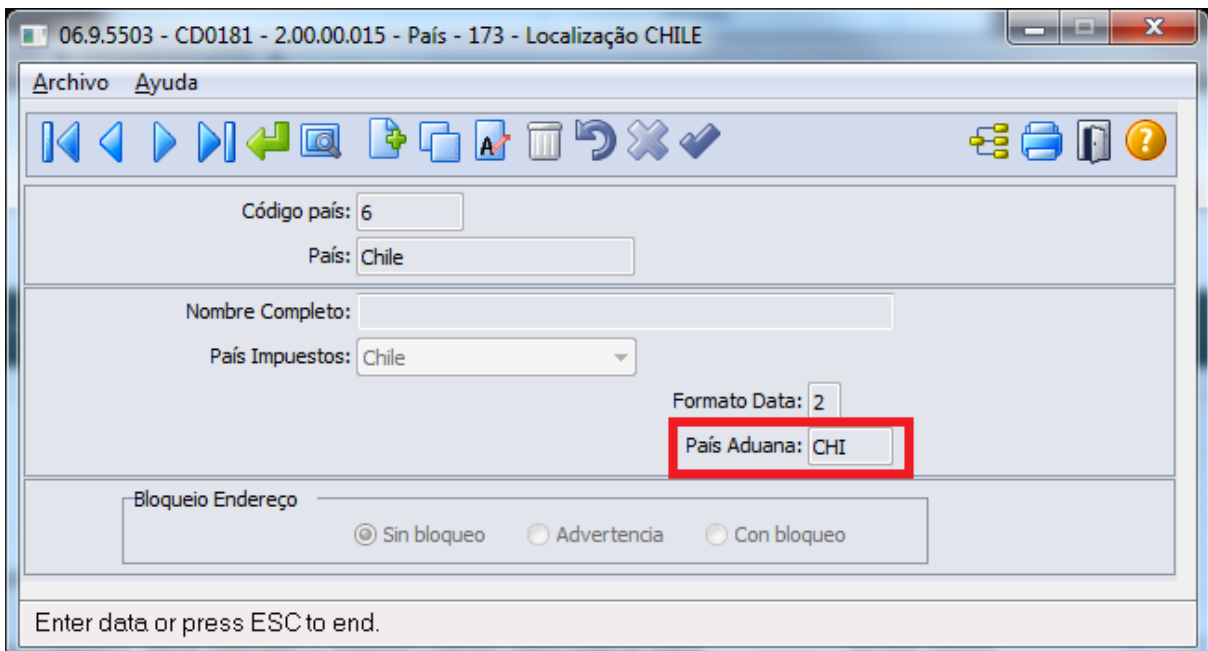 06.9.5503 - CD0181 - 2.00.00.015 - País - 173 - Localização CHILE
Archivo Ayuda
Código país: 6
País: Chile
Nombre Completo:
País Impuestos: Chile
Formato Data: 2
País Aduana: CHI
Bloqueio Endereço
Sin bloqueo Advertencia Con bloqueo
Enter data or press ESC to end.